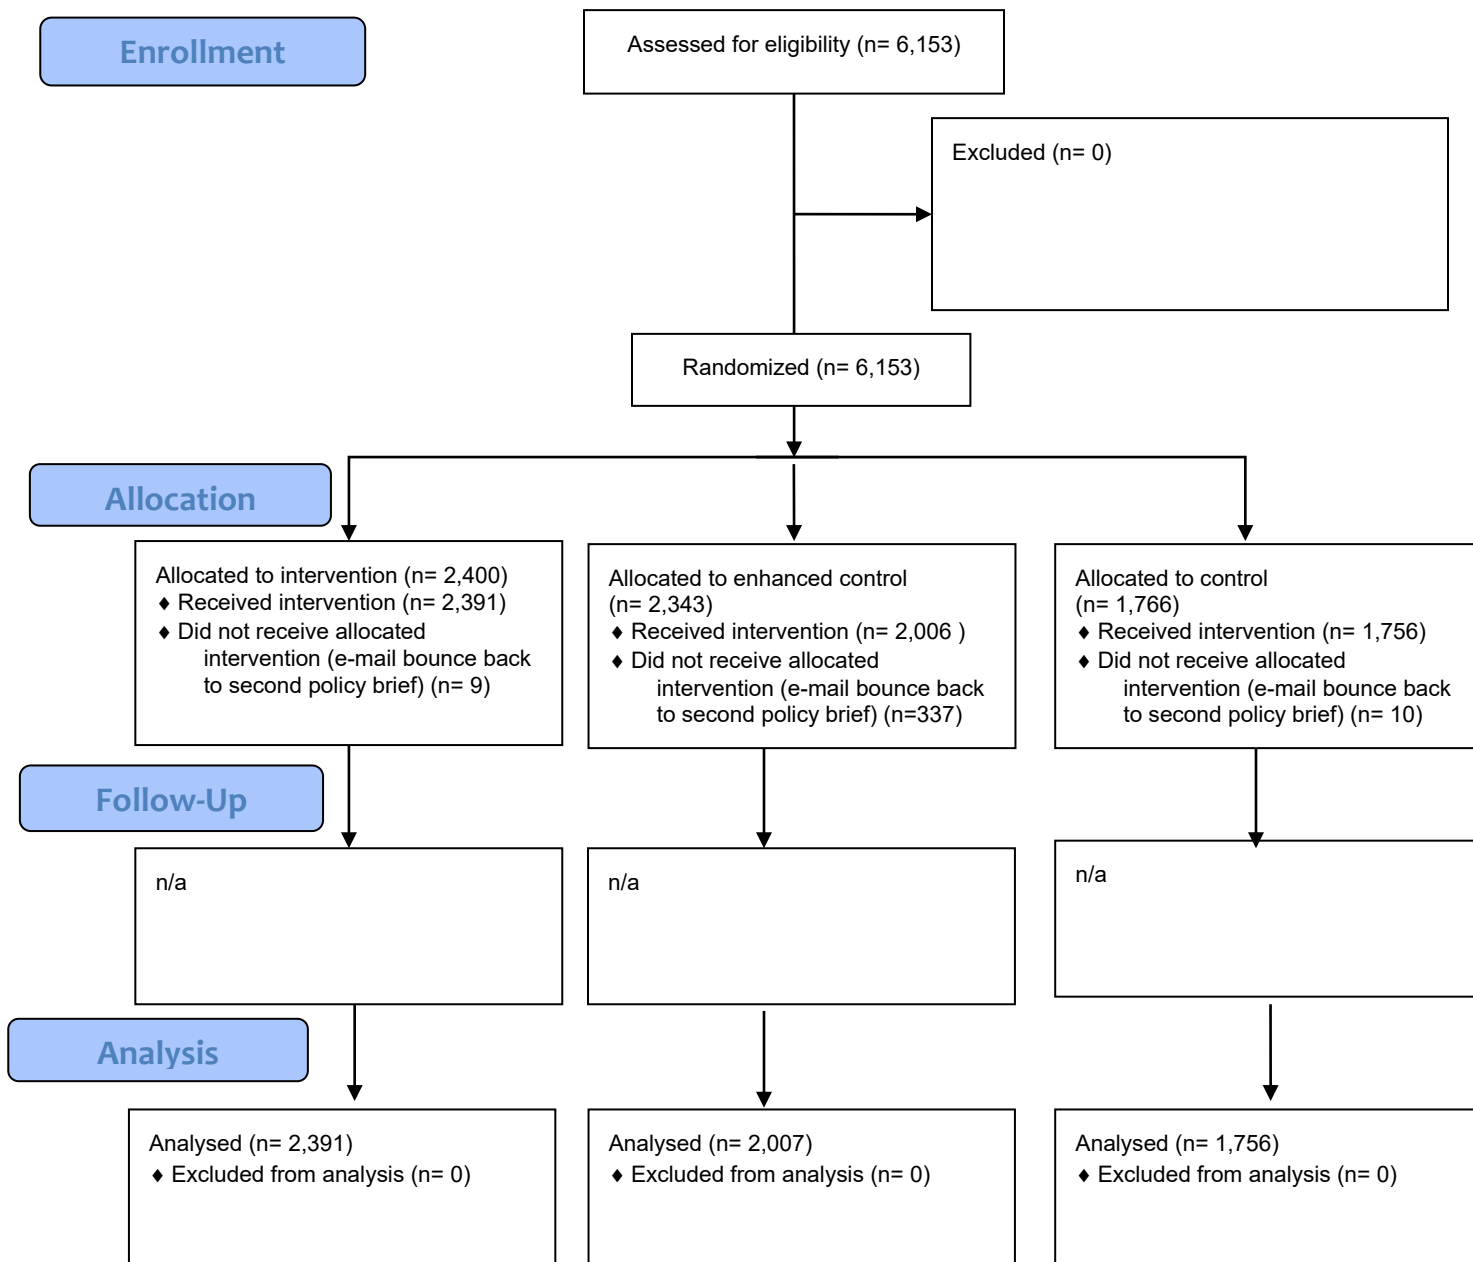 Enrollment
Assessed for eligibility (n= 6,153)
Excluded (n= 0)
Randomized (n= 6,153)
Allocation
Allocated to intervention (n= 2,400)
♦ Received intervention (n= 2,391)
♦ Did not receive allocated
intervention (e-mail bounce back
to second policy brief) (n= 9)
Allocated to enhanced control
(n= 2,343)
♦ Received intervention (n= 2,006 )
♦ Did not receive allocated
intervention (e-mail bounce back
to second policy brief) (n=337)
Allocated to control
(n= 1,766)
♦ Received intervention (n= 1,756)
♦ Did not receive allocated
intervention (e-mail bounce back
to second policy brief) (n= 10)
Follow-Up
n/a
n/a
n/a
Analysis
Analysed (n= 2,391)
♦ Excluded from analysis (n= 0)
Analysed (n= 2,007)
♦ Excluded from analysis (n= 0)
Analysed (n= 1,756)
♦ Excluded from analysis (n= 0)